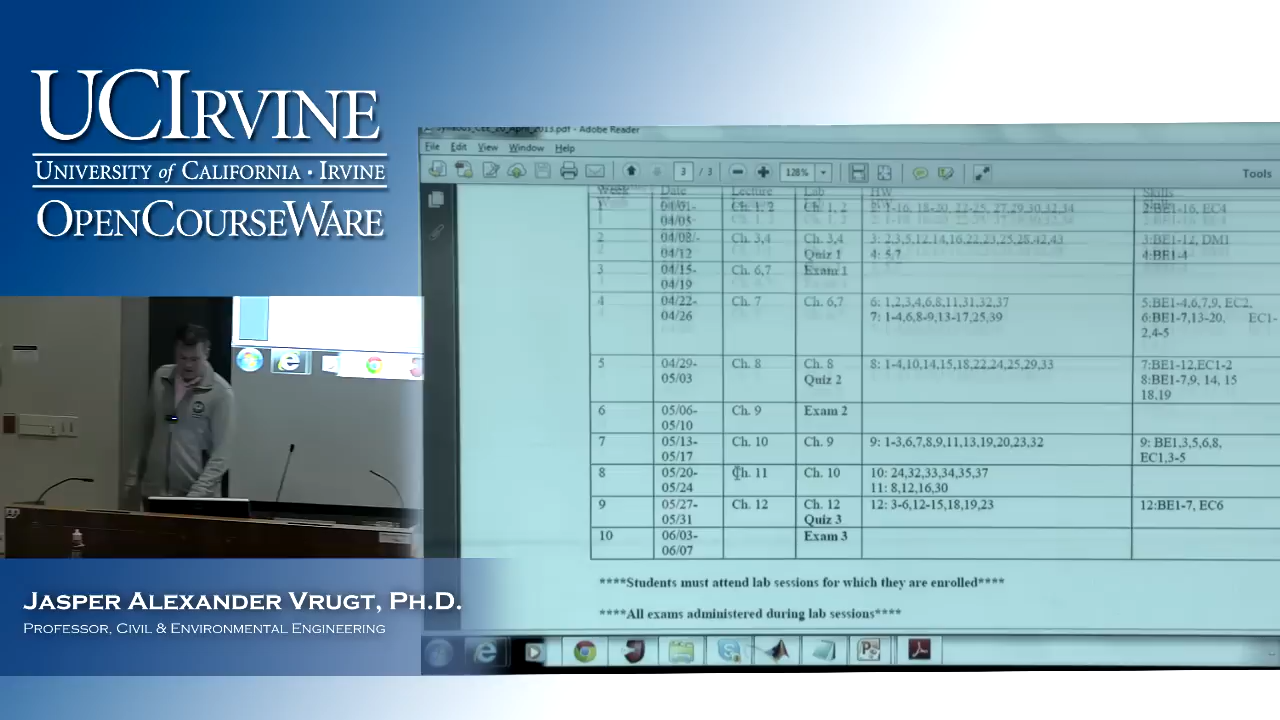 UCIRVINE
UNIVERSITY of CALIFORNIA · IRVINE
OPENCOURSEWARE
JASPER ALEXANDER VRUGT, PH.D.
PROFESSOR, CIVIL & ENVIRONMENTAL ENGINEERING
April_2013.pdf - Adobe Reader
File Edit View Window Help
3 / 3 128% Tools
Week Date Lecture Lab HW Skills
04/05
2 04/08/- Ch. 3,4 Ch. 3,4 3: 2,3,5,12,14,16,22,23,25,28,42,43 3:BE1-12, DM1
04/12 Quiz 1 4: 5,7 4:BE1-4
3 04/15- Ch. 6,7 Exam 1
04/19
4 04/22- Ch. 7 Ch. 6,7 6: 1,2,3,4,6,8,11,31,32,37 5:BE1-4,6,7,9, EC2,
04/26 7: 1-4,6,8-9,13-17,25,39 6:BE1-7,13-20, EC1-
2,4-5
5 04/29- Ch. 8 Ch. 8 8: 1-4,10,14,15,18,22,24,25,29,33 7:BE1-12,EC1-2
05/03 Quiz 2 8:BE1-7,9, 14, 15
18,19
6 05/06- Ch. 9 Exam 2
05/10
7 05/13- Ch. 10 Ch. 9 9: 1-3,6,7,8,9,11,13,19,20,23,32 9: BE1,3,5,6,8,
05/17 EC1,3-5
8 05/20- Ch. 11 Ch. 10 10: 24,32,33,34,35,37
05/24 11: 8,12,16,30
9 05/27- Ch. 12 Ch. 12 12: 3-6,12-15,18,19,23 12:BE1-7, EC6
05/31 Quiz 3
10 06/03- Exam 3
06/07
****Students must attend lab sessions for which they are enrolled****
****All exams administered during lab sessions****